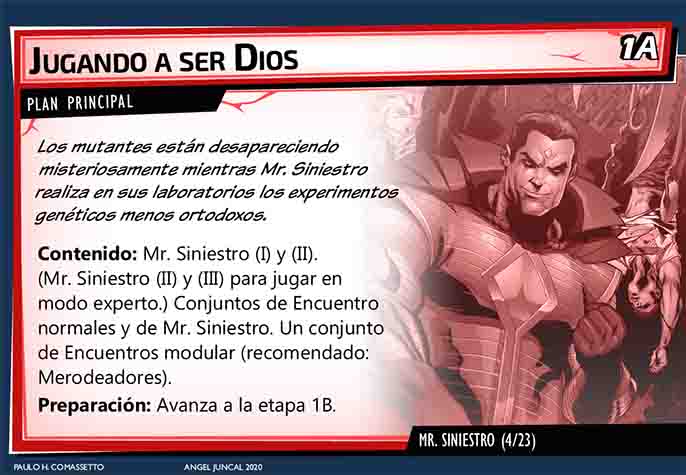 JUGANDO A SER DIOS
1A
PLAN PRINCIPAL
Los mutantes están desapareciendo
misteriosamente mientras Mr. Siniestro
realiza en sus laboratorios los experimentos
genéticos menos ortodoxos.
Contenido: Mr. Siniestro (I) y (II).
(Mr. Siniestro (II) y (III) para jugar en
modo experto.) Conjuntos de Encuentro
normales y de Mr. Siniestro. Un conjunto
de Encuentros modular (recomendado:
Merodeadores).
Preparación: Avanza a la etapa 1B.
MR. SINIESTRO (4/23)
PAULO H. COMASSETTO
ANGEL JUNCAL 2020